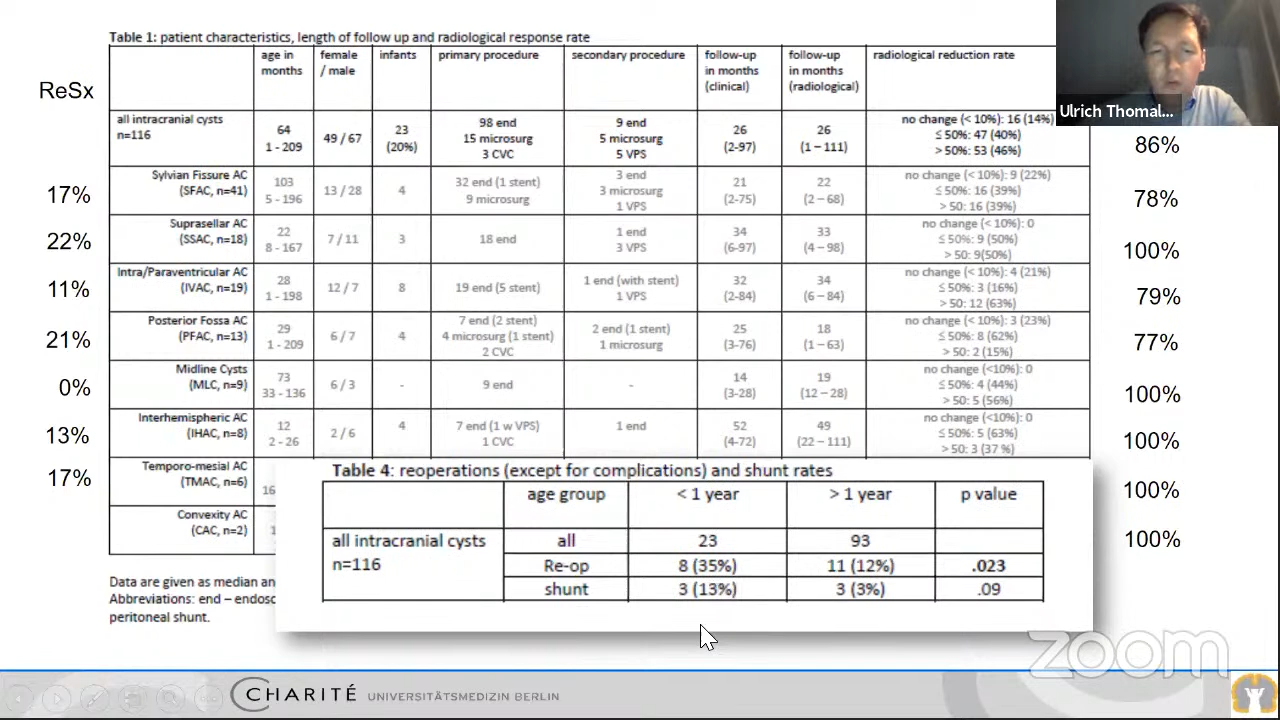 Table 1: patient characteristics, length of follow up and radiological response rate
ReSx
age in months
female / male
infants
primary procedure
secondary procedure
follow-up in months (clinical)
follow-up in months (radiological)
radiological reduction rate
Ulrich Thomal...
all intracranial cysts n=116
64
1 - 209
49 / 67
23 (20%)
98 end
15 microsurg
3 CVC
9 end
5 microsurg
5 VPS
26
(2-97)
26
(1 – 111)
no change (< 10%): 16 (14%)
≤ 50%: 47 (40%)
> 50%: 53 (46%)
86%
17%
Sylvian Fissure AC (SFAC, n=41)
103
5 - 196
13 / 28
4
32 end (1 stent)
9 microsurg
3 end
3 microsurg
1 VPS
21
(2-75)
22
(2 – 68)
no change (< 10%): 9 (22%)
≤ 50%: 16 (39%)
> 50: 16 (39%)
78%
22%
Suprasellar AC (SSAC, n=18)
22
8 - 167
7 / 11
3
18 end
1 end
3 VPS
34
(6-97)
33
(4 – 98)
no change (< 10%): 0
≤ 50%: 9 (50%)
> 50: 9(50%)
100%
11%
Intra/Paraventricular AC (IVAC, n=19)
28
1 - 198
12 / 7
8
19 end (5 stent)
1 end (with stent)
1 VPS
32
(2-84)
34
(6 – 84)
no change (< 10%): 4 (21%)
≤ 50%: 3 (16%)
> 50: 12 (63%)
79%
21%
Posterior Fossa AC (PFAC, n=13)
29
1 - 209
6 / 7
4
7 end (2 stent)
4 microsurg (1 stent)
2 CVC
2 end (1 stent)
1 microsurg
25
(3-76)
18
(1 – 63)
no change (< 10%): 3 (23%)
≤ 50%: 8 (62%)
> 50: 2 (15%)
77%
0%
Midline Cysts (MLC, n=9)
73
33 - 136
6 / 3
-
9 end
-
14
(3-28)
19
(12 – 28)
no change (<10%): 0
≤ 50%: 4 (44%)
> 50: 5 (56%)
100%
13%
Interhemispheric AC (IHAC, n=8)
12
2 - 26
2 / 6
4
7 end (1 w VPS)
1 CVC
1 end
52
(4-72)
49
(22 – 111)
no change (<10%): 0
≤ 50%: 5 (63%)
> 50: 3 (37 %)
100%
17%
Temporo-mesial AC (TMAC, n=6)
16
100%
Convexity AC (CAC, n=2)
1
100%
Table 4: reoperations (except for complications) and shunt rates
age group
< 1 year
> 1 year
p value
all intracranial cysts n=116
all
23
93
Re-op
8 (35%)
11 (12%)
.023
shunt
3 (13%)
3 (3%)
.09
Data are given as median an
Abbreviations: end – endosc
peritoneal shunt.
zoom
CHARITÉ UNIVERSITÄTSMEDIZIN BERLIN